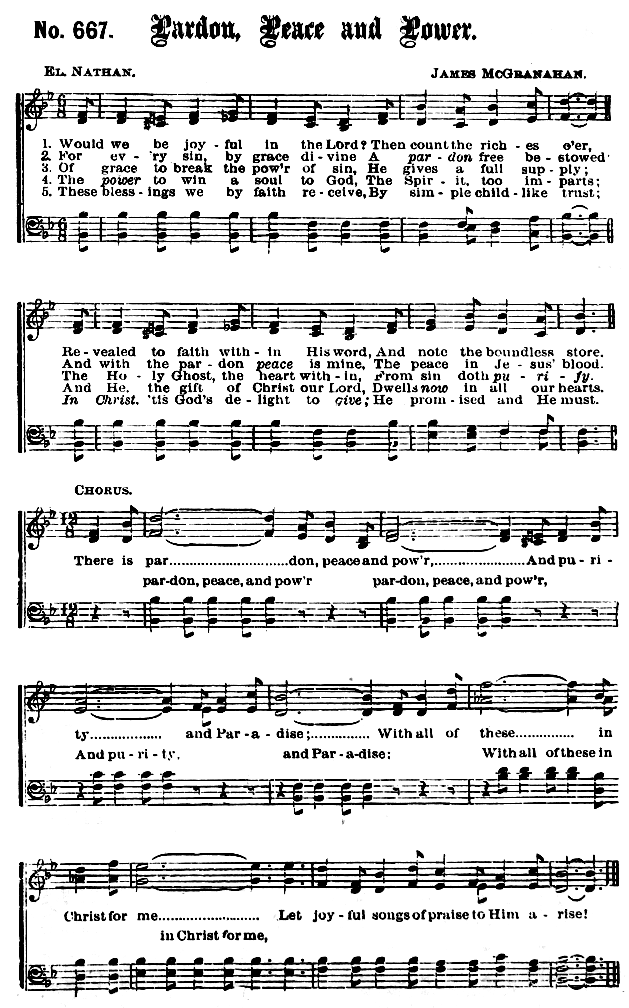 No. 667. Pardon, Peace and Power.
EL. NATHAN. JAMES McGRANAHAN.
1. Would we be joy - ful in the Lord? Then count the rich - es o'er,
2. For ev - 'ry sin, by grace di - vine A par - don free be - stowed
3. Of grace to break the pow'r of sin, He gives a full sup - ply;
4. The power to win a soul to God, The Spir - it, too im - parts;
5. These bless - ings we by faith re - ceive, By sim - ple child - like trust;
Re - vealed to faith with - in His word, And note the boundless store.
And with the par - don peace is mine, The peace in Je - sus' blood.
The Ho - ly Ghost, the heart with - in, From sin doth pu - ri - fy.
And He, the gift of Christ our Lord, Dwells now in all our hearts.
In Christ, 'tis God's de - light to give; He prom - ised and He must.
CHORUS.
There is par..............................don, peace and pow'r,.......................And pu - ri -
par-don, peace, and pow'r par-don, peace, and pow'r,
ty.................. and Par - a - dise;............... With all of these............... in
And pu - ri - ty, and Par - a - dise; With all of these in
Christ for me.......................... Let joy - ful songs of praise to Him a - rise!
in Christ for me,